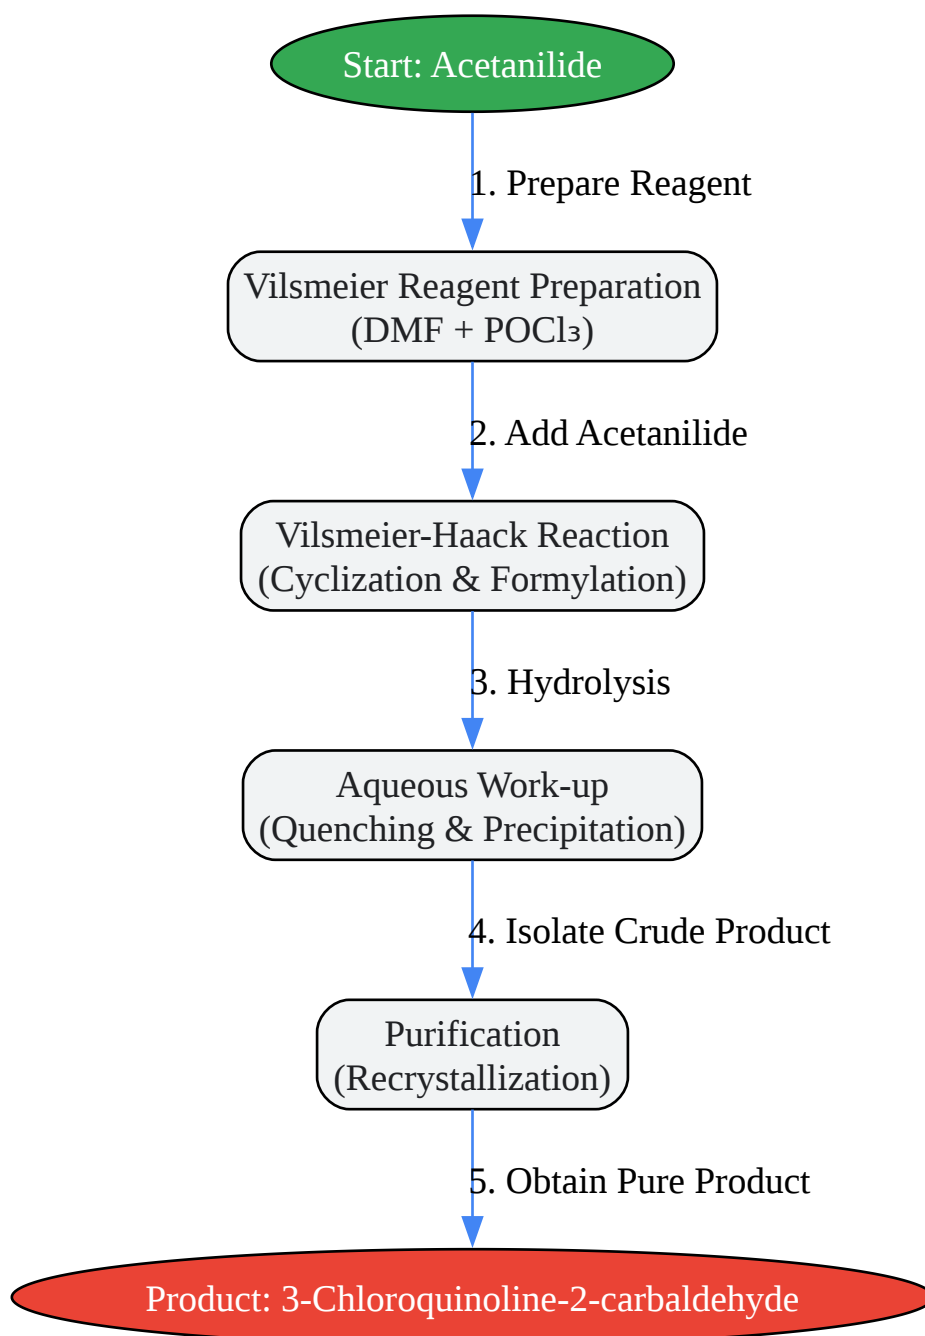 Start: Acetanilide
1. Prepare Reagent
Vilsmeier Reagent Preparation
(DMF + POCl₃)
2. Add Acetanilide
Vilsmeier-Haack Reaction
(Cyclization & Formylation)
3. Hydrolysis
Aqueous Work-up
(Quenching & Precipitation)
4. Isolate Crude Product
Purification
(Recrystallization)
5. Obtain Pure Product
Product: 3-Chloroquinoline-2-carbaldehyde